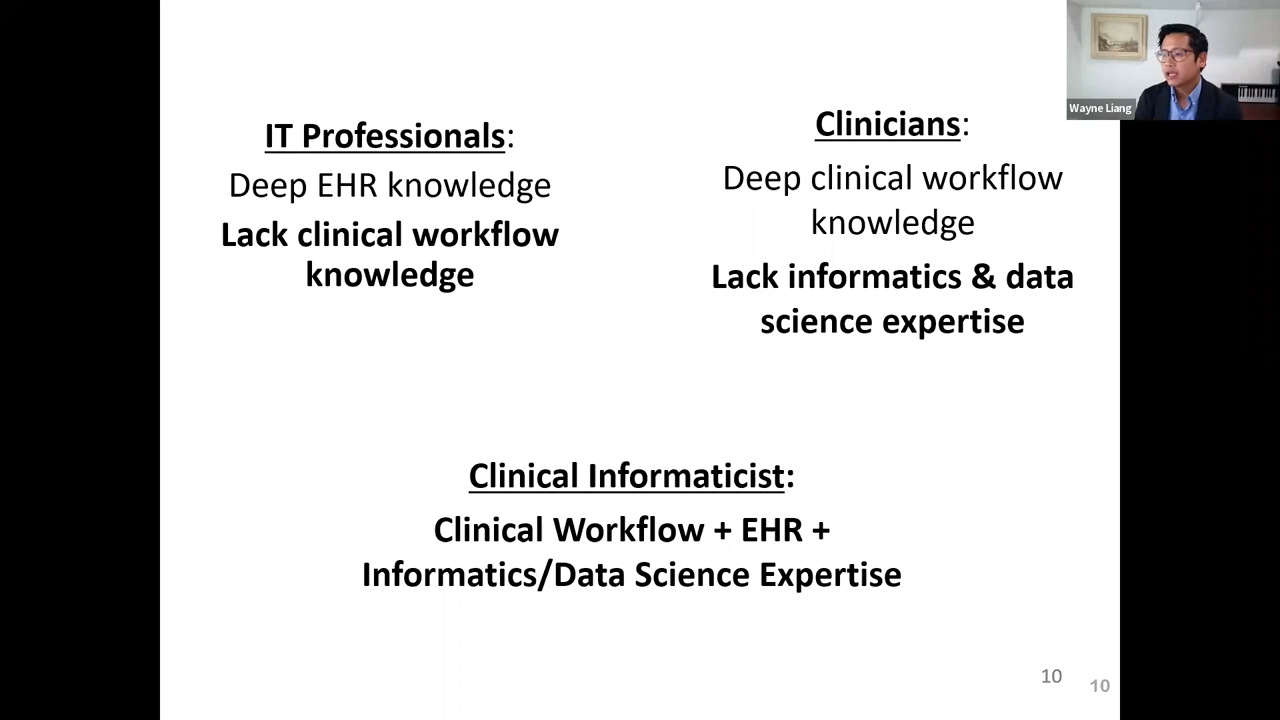 IT Professionals:
Deep EHR knowledge
Lack clinical workflow
knowledge
Clinicians:
Deep clinical workflow
knowledge
Lack informatics & data
science expertise
Clinical Informaticist:
Clinical Workflow + EHR +
Informatics/Data Science Expertise
10
10
Wayne Liang